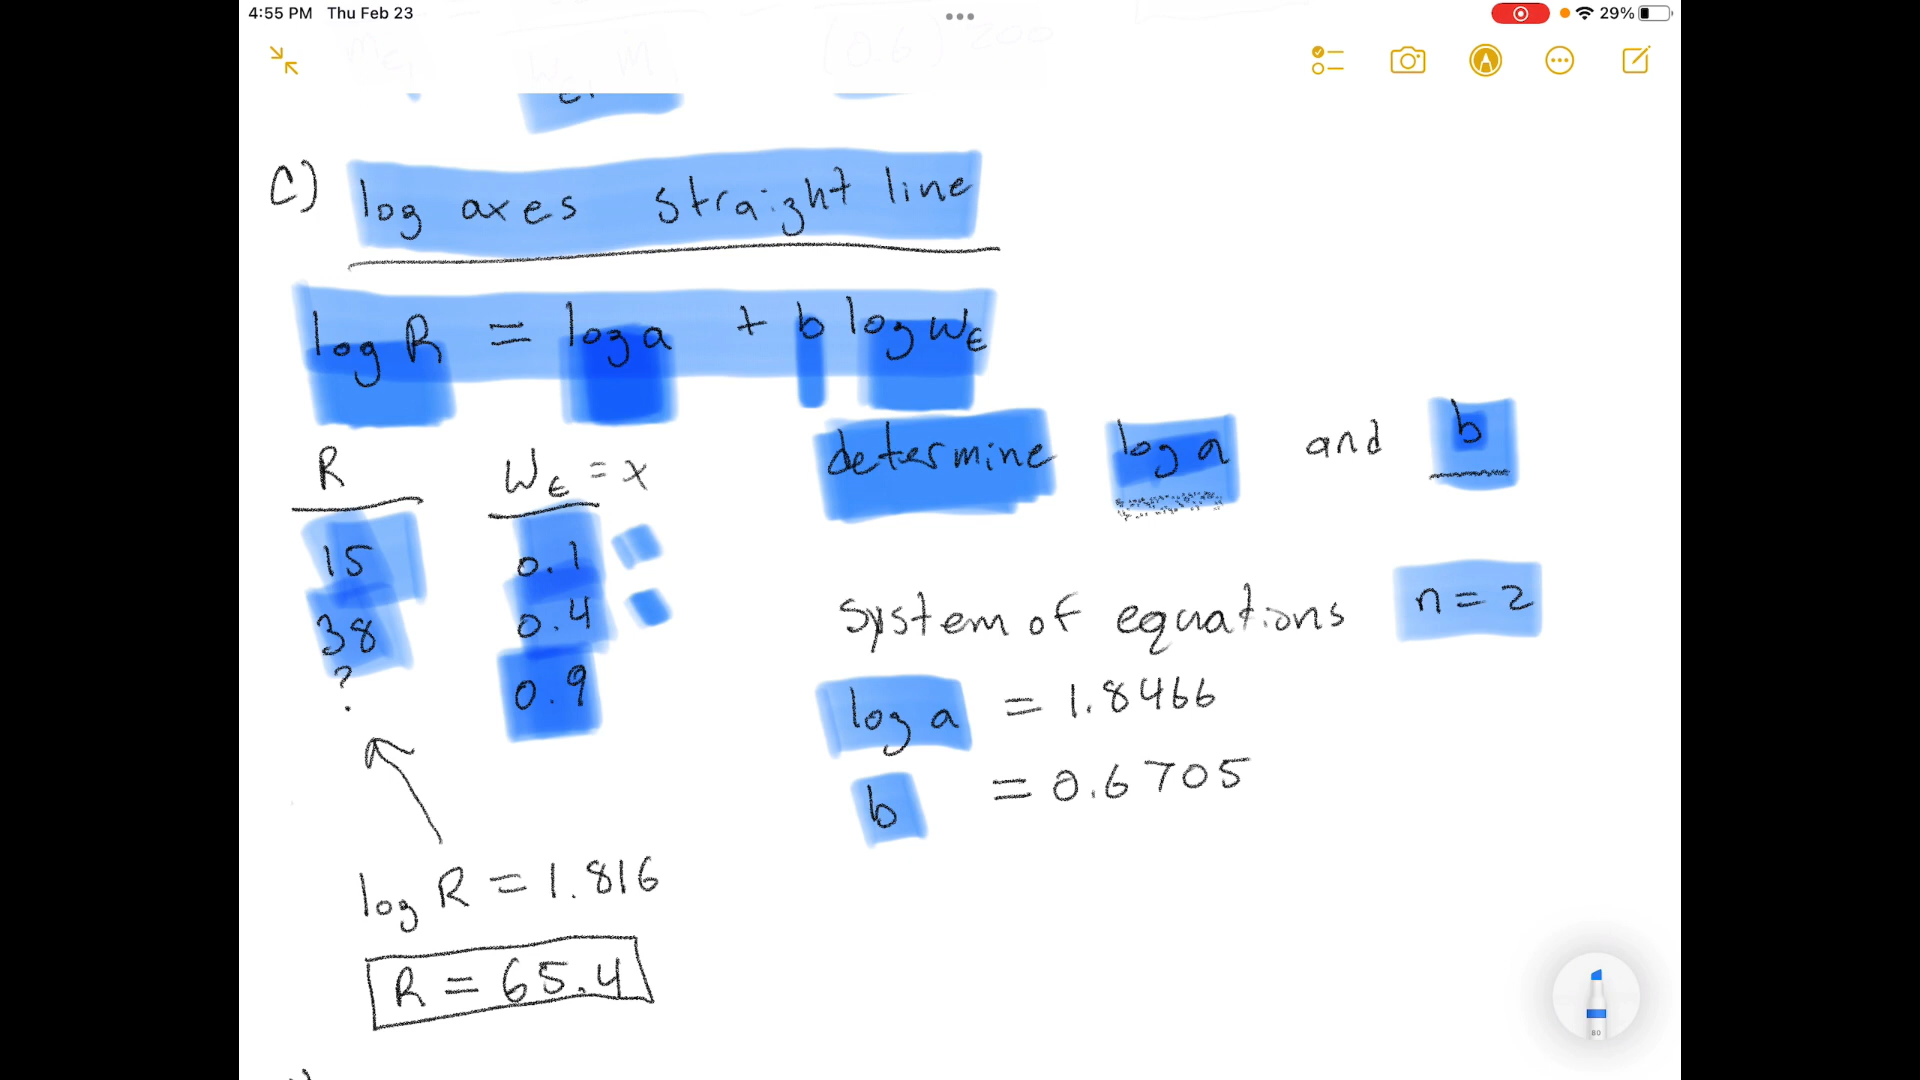 4:55 PM Thu Feb 23
29%
C) log axes straight line
log R = log a + b log WE
determine log a and b
R WE = x
15 0.1
38 0.4
? 0.9
system of equations n = 2
log a = 1.8466
b = 0.6705
log R = 1.816
R = 65.4
80